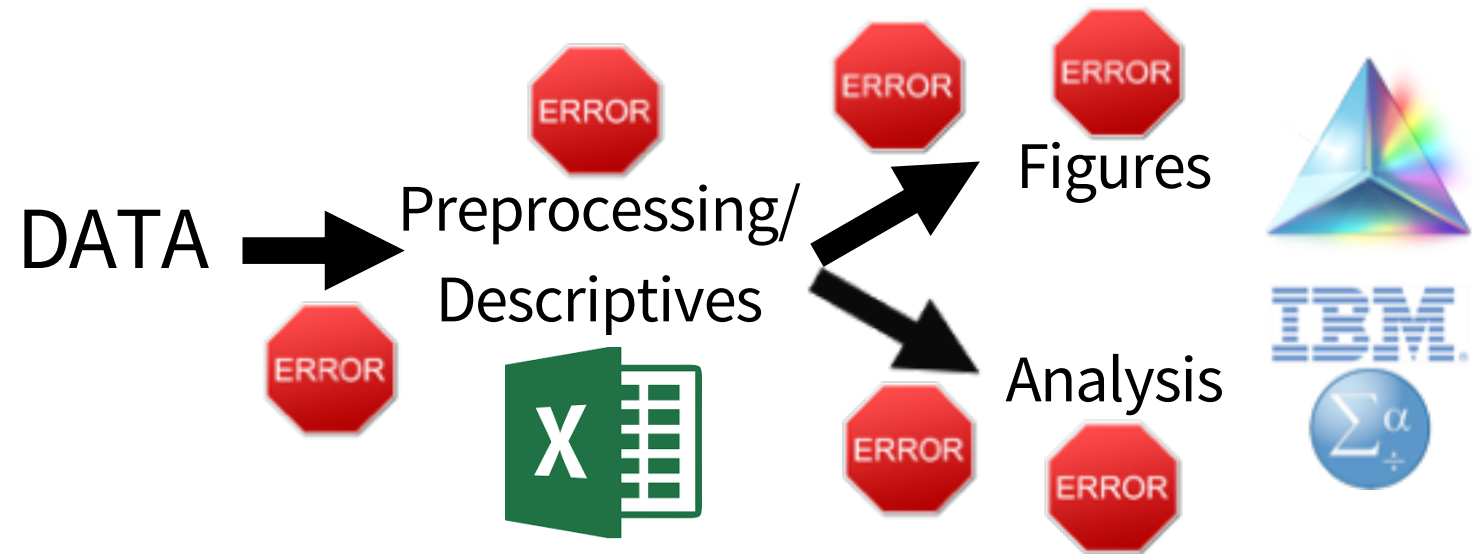 ERROR
ERROR
ERROR
Figures
Preprocessing/
DATA
Descriptives
ERROR
X
IBM
Analysis
Σ α ÷
ERROR
ERROR